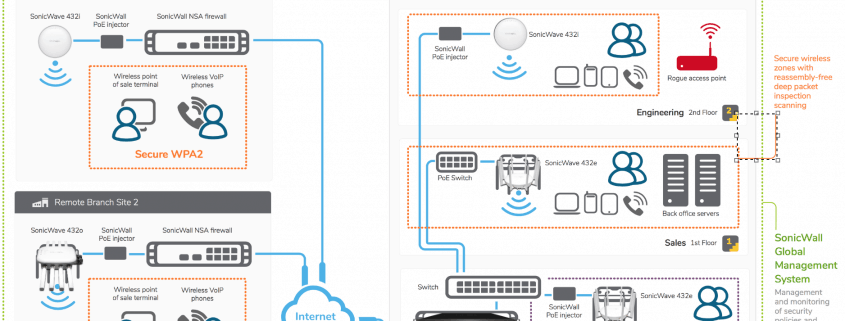 SonicWave 432i
SonicWall
PoE injector
SonicWall NSA firewall
Wireless point
of sale terminal
Wireless VoIP
phones
Secure WPA2
Remote Branch Site 2
SonicWave 432o
SonicWall
PoE injector
SonicWall NSA firewall
Wireless point
of sale terminal
Wireless VoIP
phones
Internet
SonicWall
PoE injector
SonicWave 432i
Rogue access point
Engineering 2nd Floor
2
PoE Switch
SonicWave 432e
Back office servers
Sales 1st Floor
1
Switch
SonicWall
PoE injector
SonicWave 432e
Secure wireless
zones with
reassembly-free
deep packet
inspection
scanning
SonicWall
Global
Management
System
Management
and monitoring
of security
policies and